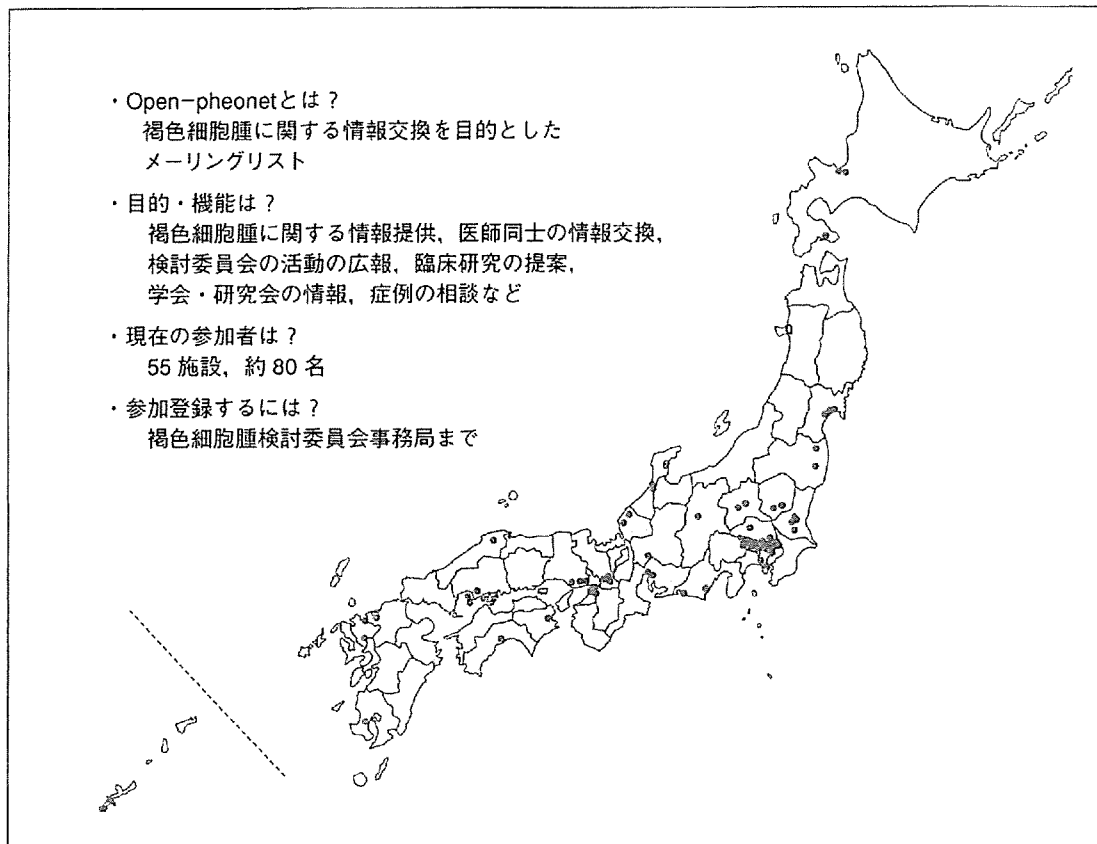 ・Open-pheonetとは？
褐色細胞腫に関する情報交換を目的とした
メーリングリスト
・目的・機能は？
褐色細胞腫に関する情報提供，医師同士の情報交換，
検討委員会の活動の広報，臨床研究の提案，
学会・研究会の情報，症例の相談など
・現在の参加者は？
55 施設，約 80 名
・参加登録するには？
褐色細胞腫検討委員会事務局まで